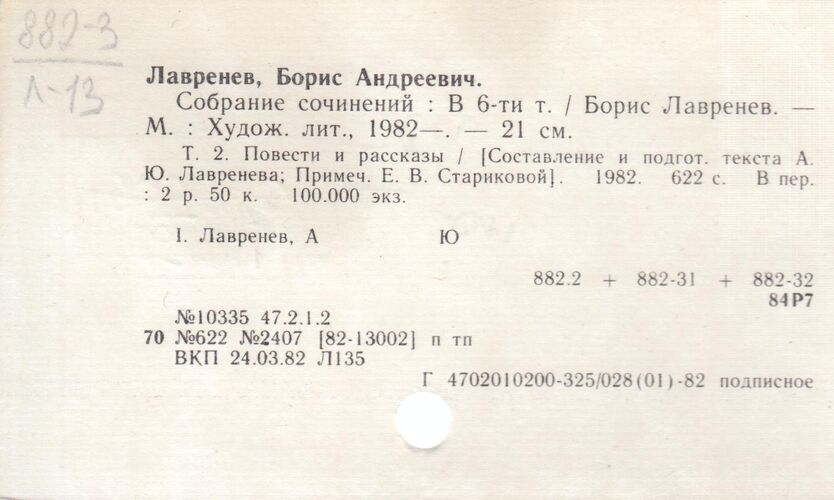 882-3
Л-13
Лавренев, Борис Андреевич.
Собрание сочинений : В 6-ти т. / Борис Лавренев. —
М. : Худож. лит., 1982—. — 21 см.
Т. 2. Повести и рассказы / [Составление и подгот. текста А.
Ю. Лавренева; Примеч. Е. В. Стариковой]. 1982. 622 с. В пер.
: 2 р. 50 к. 100.000 экз.
I. Лавренев, А Ю
882.2 + 882-31 + 882-32
84Р7
№10335 47.2.1.2
70 №622 №2407 [82-13002] п тп
ВКП 24.03.82 Л135
Г 4702010200-325/028(01)-82 подписное